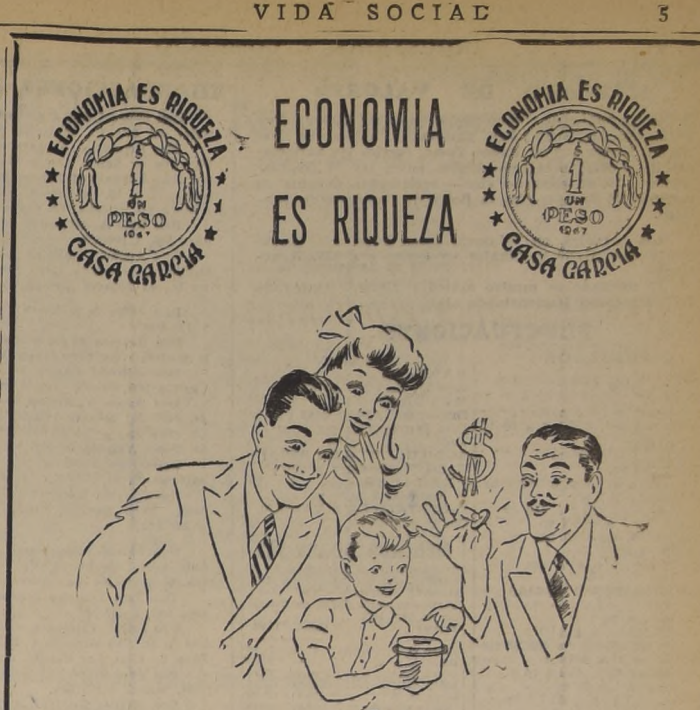 VIDA SOCIAL 5
ECONOMIA ES RIQUEZA
1
UN
PESO
CASA GARCIA
ECONOMIA
ES RIQUEZA
ECONOMIA ES RIQUEZA
1
UN
PESO
1947
CASA GARCIA
$